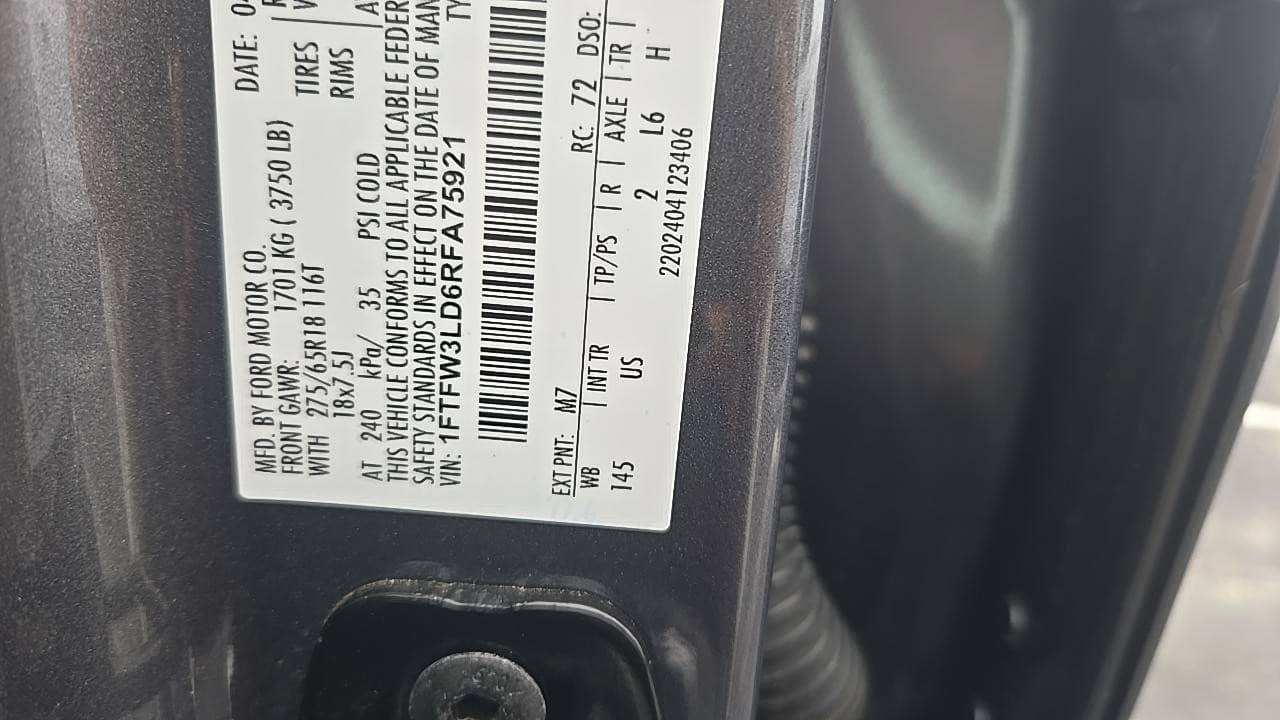 MFD. BY FORD MOTOR CO.
DATE: 04
FRONT GAWR: 1701 KG ( 3750 LB)
WITH 275/65R18 116T TIRES
18x7.5J RIMS
AT 240 kPa/ 35 PSI COLD
THIS VEHICLE CONFORMS TO ALL APPLICABLE FEDER
SAFETY STANDARDS IN EFFECT ON THE DATE OF MAN
VIN: 1FTFW3LD6RFA75921 TY
EXT PNT: M7 RC: 72 DSO:
WB | INT TR | TP/PS | R | AXLE | TR |
145 US 2 L6 H
2202404123406